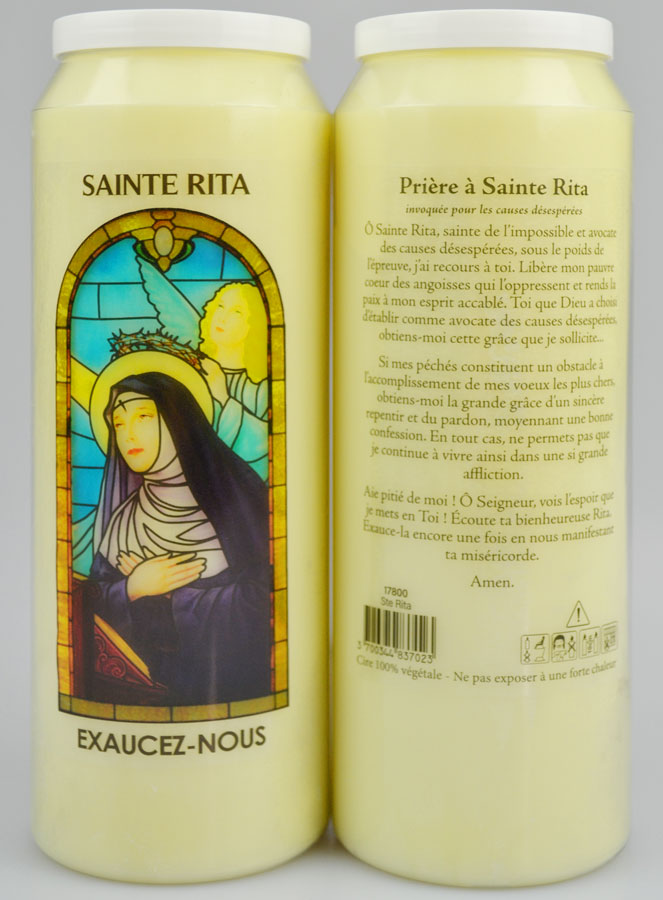 SAINTE RITA
EXAUCEZ-NOUS
Prière à Sainte Rita
invoquée pour les causes désespérées
Ô Sainte Rita, sainte de l'impossible et avocate
des causes désespérées, sous le poids de
l'épreuve, j'ai recours à toi. Libère mon pauvre
coeur des angoisses qui l'oppressent et rends la
paix à mon esprit accablé. Toi que Dieu a choisi
d'établir comme avocate des causes désespérées,
obtiens-moi cette grâce que je sollicite...
Si mes péchés constituent un obstacle à
l'accomplissement de mes voeux les plus chers,
obtiens-moi la grande grâce d'un sincère
repentir et du pardon, moyennant une bonne
confession. En tout cas, ne permets pas que
je continue à vivre ainsi dans une si grande
affliction.
Aie pitié de moi ! Ô Seigneur, vois l'espoir que
je mets en Toi ! Écoute ta bienheureuse Rita.
Exauce-la encore une fois en nous manifestant
ta miséricorde.
Amen.
17800
Ste Rita
3 700344 837023
Cire 100% végétale - Ne pas exposer à une forte chaleur